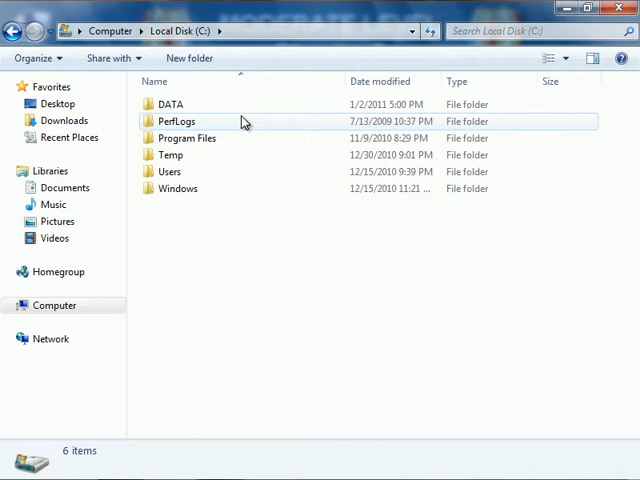 Computer Local Disk (C:) Search Local Disk (C:)
Organize Share with New folder
Name Date modified Type Size
Favorites
Desktop
Downloads
Recent Places
Libraries
Documents
Music
Pictures
Videos
Homegroup
Computer
Network
DATA 1/2/2011 5:00 PM File folder
PerfLogs 7/13/2009 10:37 PM File folder
Program Files 11/9/2010 8:29 PM File folder
Temp 12/30/2010 9:01 PM File folder
Users 12/15/2010 9:39 PM File folder
Windows 12/15/2010 11:21 ... File folder
6 items